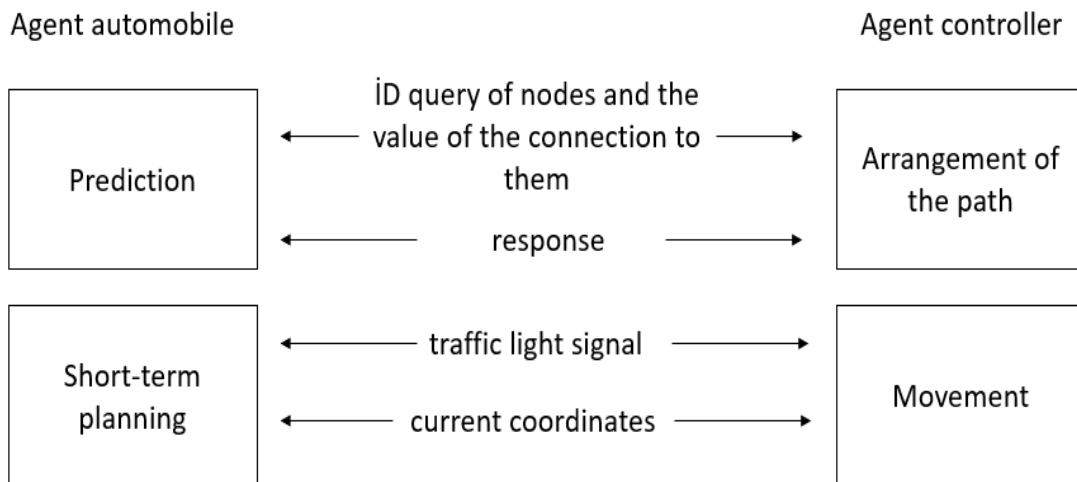 Agent automobile
Agent controller
İD query of nodes and the
value of the connection to
them
Prediction
Arrangement of
the path
response
traffic light signal
Short-term
planning
Movement
current coordinates